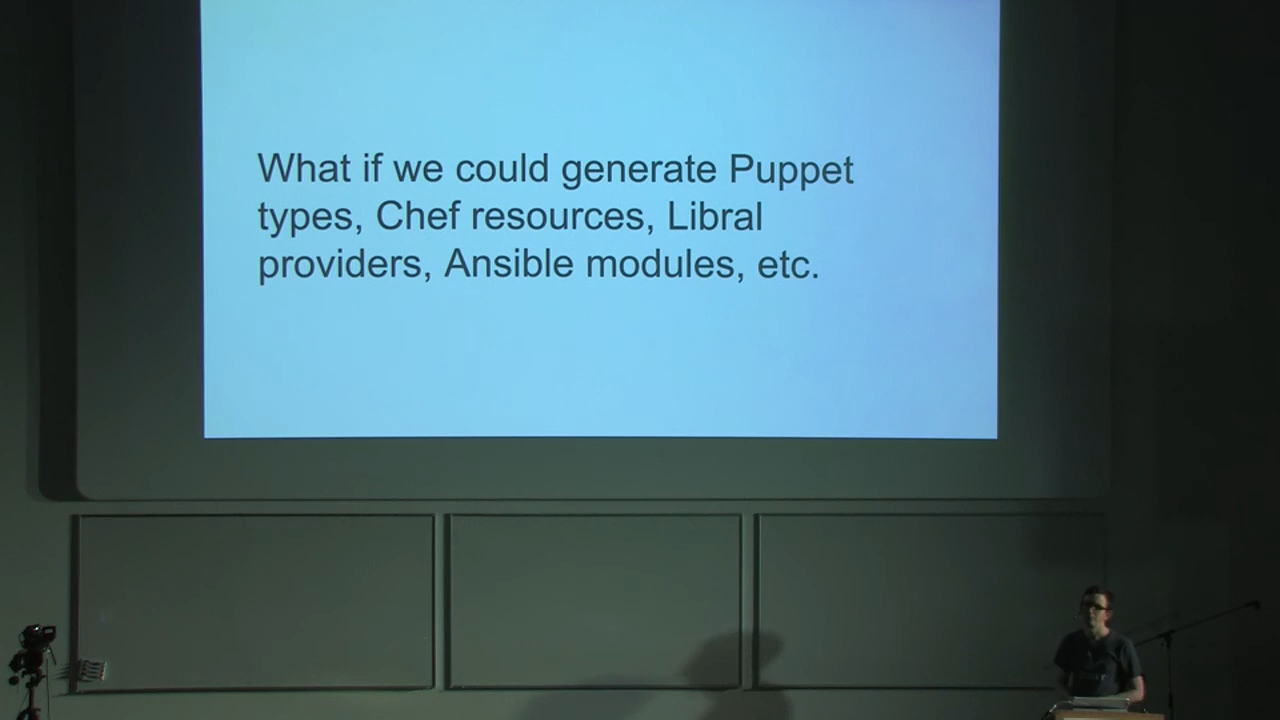 What if we could generate Puppet
types, Chef resources, Libral
providers, Ansible modules, etc.